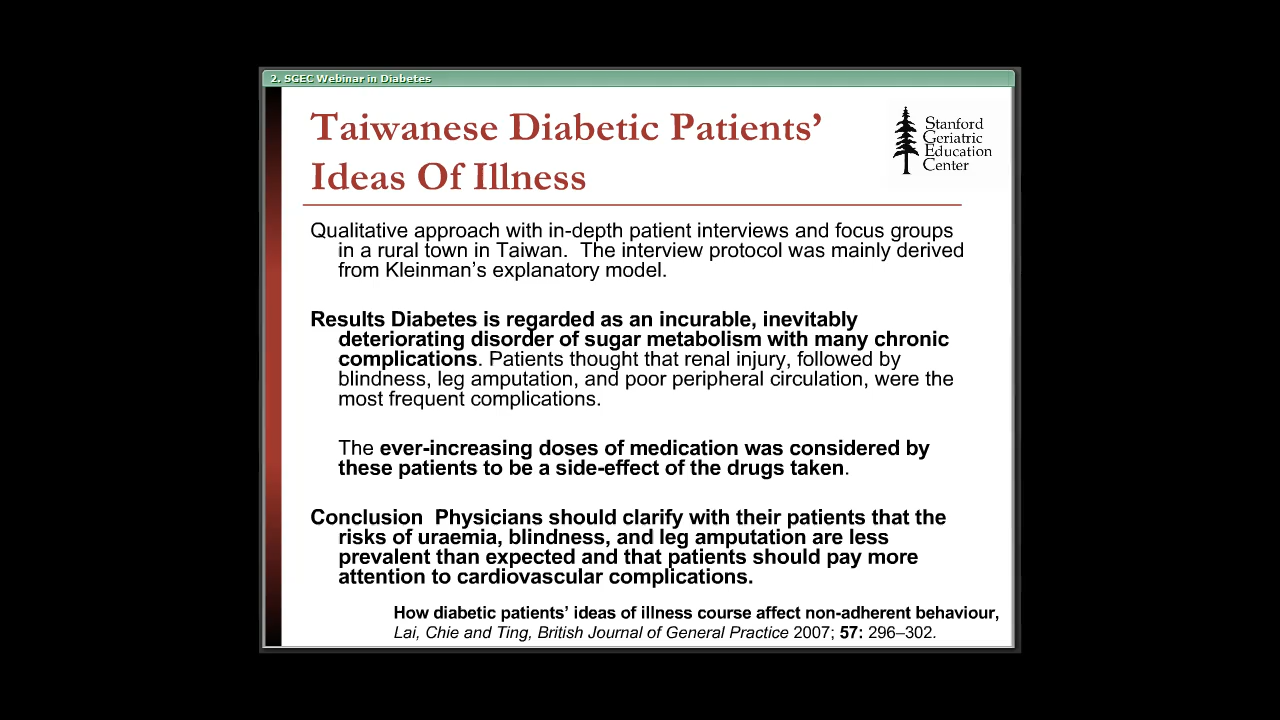 2. SGEC Webinar in Diabetes
Taiwanese Diabetic Patients’
Ideas Of Illness
Stanford
Geriatric
Education
Center
Qualitative approach with in-depth patient interviews and focus groups
in a rural town in Taiwan.  The interview protocol was mainly derived
from Kleinman’s explanatory model.
Results Diabetes is regarded as an incurable, inevitably
deteriorating disorder of sugar metabolism with many chronic
complications. Patients thought that renal injury, followed by
blindness, leg amputation, and poor peripheral circulation, were the
most frequent complications.
The ever-increasing doses of medication was considered by
these patients to be a side-effect of the drugs taken.
Conclusion  Physicians should clarify with their patients that the
risks of uraemia, blindness, and leg amputation are less
prevalent than expected and that patients should pay more
attention to cardiovascular complications.
How diabetic patients’ ideas of illness course affect non-adherent behaviour,
Lai, Chie and Ting, British Journal of General Practice 2007; 57: 296–302.